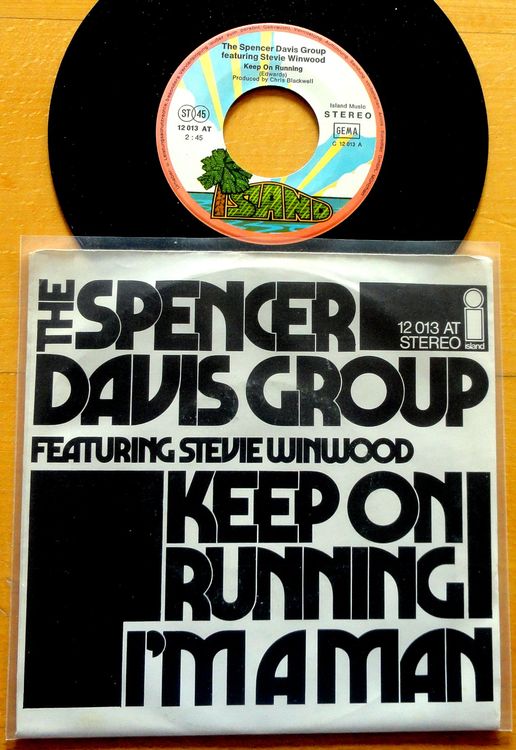 The Spencer Davis Group
featuring Stevie Winwood
Keep On Running
(Edwards)
Produced by Chris Blackwell
ST 45
12 013 AT
2:45
Island Music
STEREO
GEMA
C 12 013 A
ISLAND
THE SPENCER
DAVIS GROUP
12 013 AT
STEREO
i
island
FEATURING STEVIE WINWOOD
KEEP ON
RUNNING
I'M A MAN